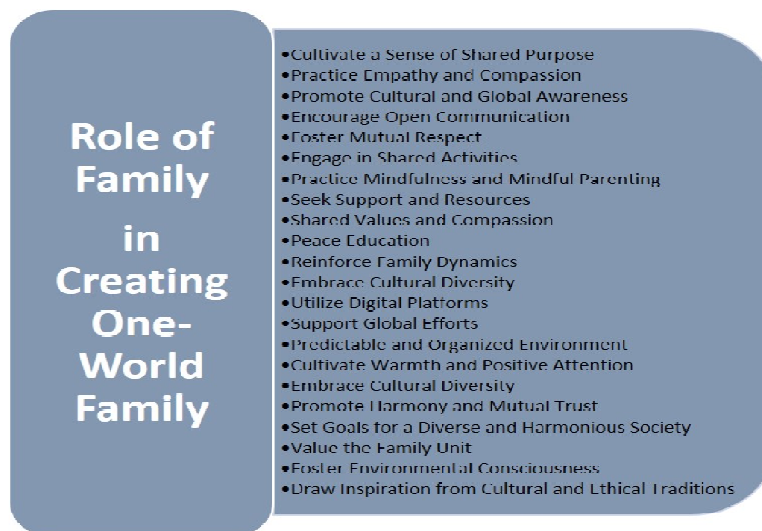 Role of
Family
in
Creating
One-
World
Family
•Cultivate a Sense of Shared Purpose
•Practice Empathy and Compassion
•Promote Cultural and Global Awareness
•Encourage Open Communication
•Foster Mutual Respect
•Engage in Shared Activities
•Practice Mindfulness and Mindful Parenting
•Seek Support and Resources
•Shared Values and Compassion
•Peace Education
•Reinforce Family Dynamics
•Embrace Cultural Diversity
•Utilize Digital Platforms
•Support Global Efforts
•Predictable and Organized Environment
•Cultivate Warmth and Positive Attention
•Embrace Cultural Diversity
•Promote Harmony and Mutual Trust
•Set Goals for a Diverse and Harmonious Society
•Value the Family Unit
•Foster Environmental Consciousness
•Draw Inspiration from Cultural and Ethical Traditions